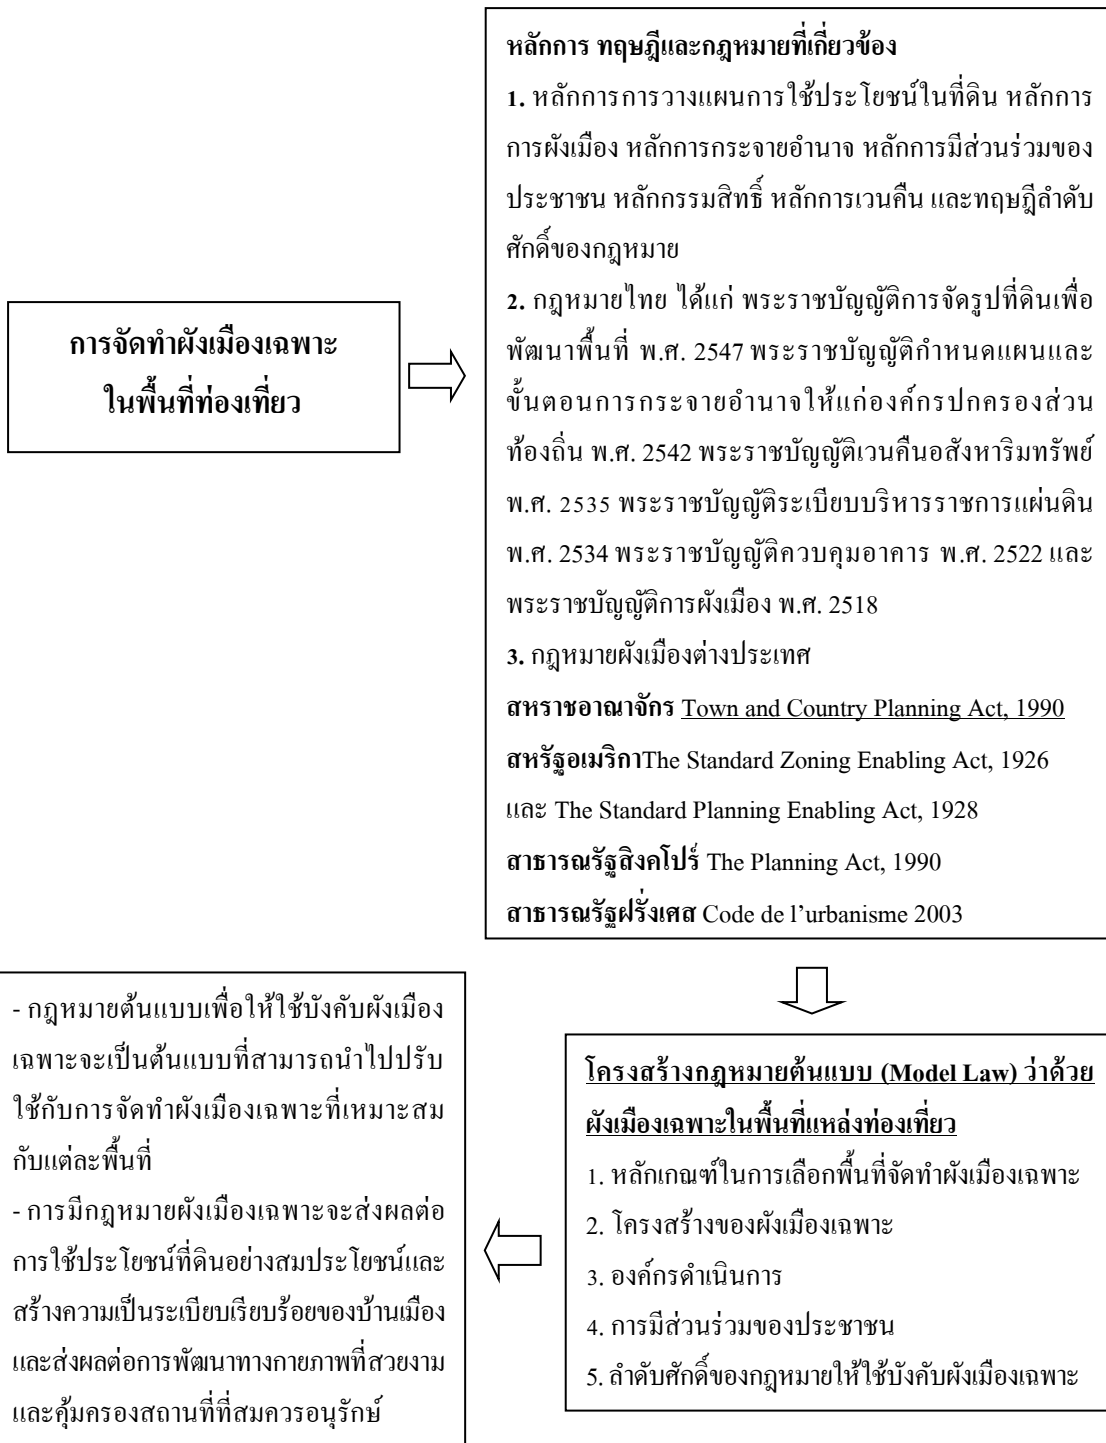 การจัดทำผังเมืองเฉพาะ
ในพื้นที่ท่องเที่ยว
หลักการ ทฤษฎีและกฎหมายที่เกี่ยวข้อง
1. หลักการการวางแผนการใช้ประโยชน์ในที่ดิน หลักการ
การผังเมือง หลักการกระจายอำนาจ หลักการมีส่วนร่วมของ
ประชาชน หลักกรรมสิทธิ์ หลักการเวนคืน และทฤษฎีลำดับ
ศักดิ์ของกฎหมาย
2. กฎหมายไทย ได้แก่ พระราชบัญญัติการจัดรูปที่ดินเพื่อ
พัฒนาพื้นที่ พ.ศ. 2547 พระราชบัญญัติกำหนดแผนและ
ขั้นตอนการกระจายอำนาจให้แก่องค์กรปกครองส่วน
ท้องถิ่น พ.ศ. 2542 พระราชบัญญัติเวนคืนอสังหาริมทรัพย์
พ.ศ. 2535 พระราชบัญญัติระเบียบบริหารราชการแผ่นดิน
พ.ศ. 2534 พระราชบัญญัติควบคุมอาคาร พ.ศ. 2522 และ
พระราชบัญญัติการผังเมือง พ.ศ. 2518
3. กฎหมายผังเมืองต่างประเทศ
สหราชอาณาจักร Town and Country Planning Act, 1990
สหรัฐอเมริกาThe Standard Zoning Enabling Act, 1926
และ The Standard Planning Enabling Act, 1928
สาธารณรัฐสิงคโปร์ The Planning Act, 1990
สาธารณรัฐฝรั่งเศส Code de l’urbanisme 2003
โครงสร้างกฎหมายต้นแบบ (Model Law) ว่าด้วย
ผังเมืองเฉพาะในพื้นที่แหล่งท่องเที่ยว
1. หลักเกณฑ์ในการเลือกพื้นที่จัดทำผังเมืองเฉพาะ
2. โครงสร้างของผังเมืองเฉพาะ
3. องค์กรดำเนินการ
4. การมีส่วนร่วมของประชาชน
5. ลำดับศักดิ์ของกฎหมายให้ใช้บังคับผังเมืองเฉพาะ
- กฎหมายต้นแบบเพื่อให้ใช้บังคับผังเมือง
เฉพาะจะเป็นต้นแบบที่สามารถนำไปปรับ
ใช้กับการจัดทำผังเมืองเฉพาะที่เหมาะสม
กับแต่ละพื้นที่
- การมีกฎหมายผังเมืองเฉพาะจะส่งผลต่อ
การใช้ประโยชน์ที่ดินอย่างสมประโยชน์และ
สร้างความเป็นระเบียบเรียบร้อยของบ้านเมือง
และส่งผลต่อการพัฒนาทางกายภาพที่สวยงาม
และคุ้มครองสถานที่ที่สมควรอนุรักษ์